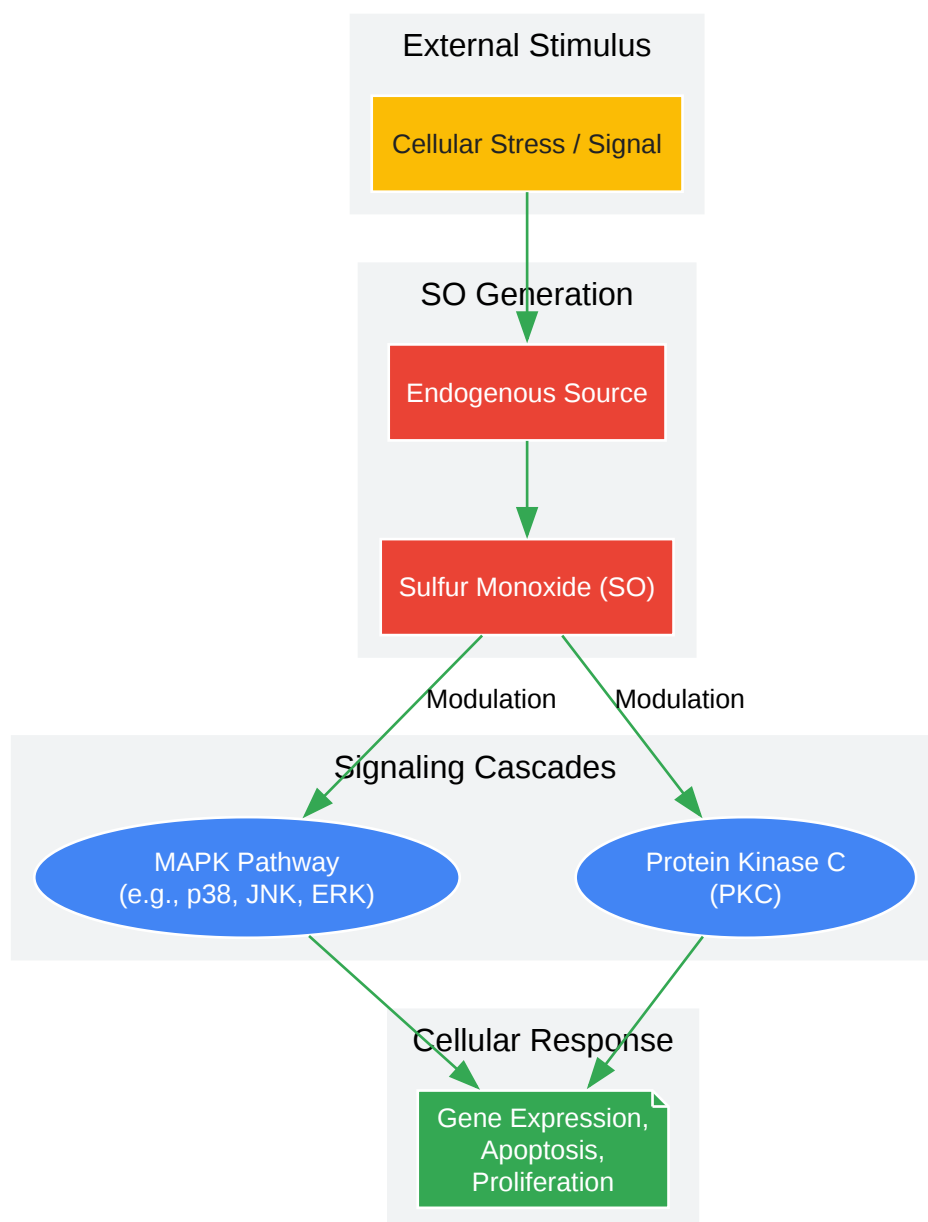 External Stimulus
Cellular Stress / Signal
SO Generation
Endogenous Source
Sulfur Monoxide (SO)
Modulation
Modulation
Signaling Cascades
MAPK Pathway
(e.g., p38, JNK, ERK)
Protein Kinase C
(PKC)
Cellular Response
Gene Expression,
Apoptosis,
Proliferation